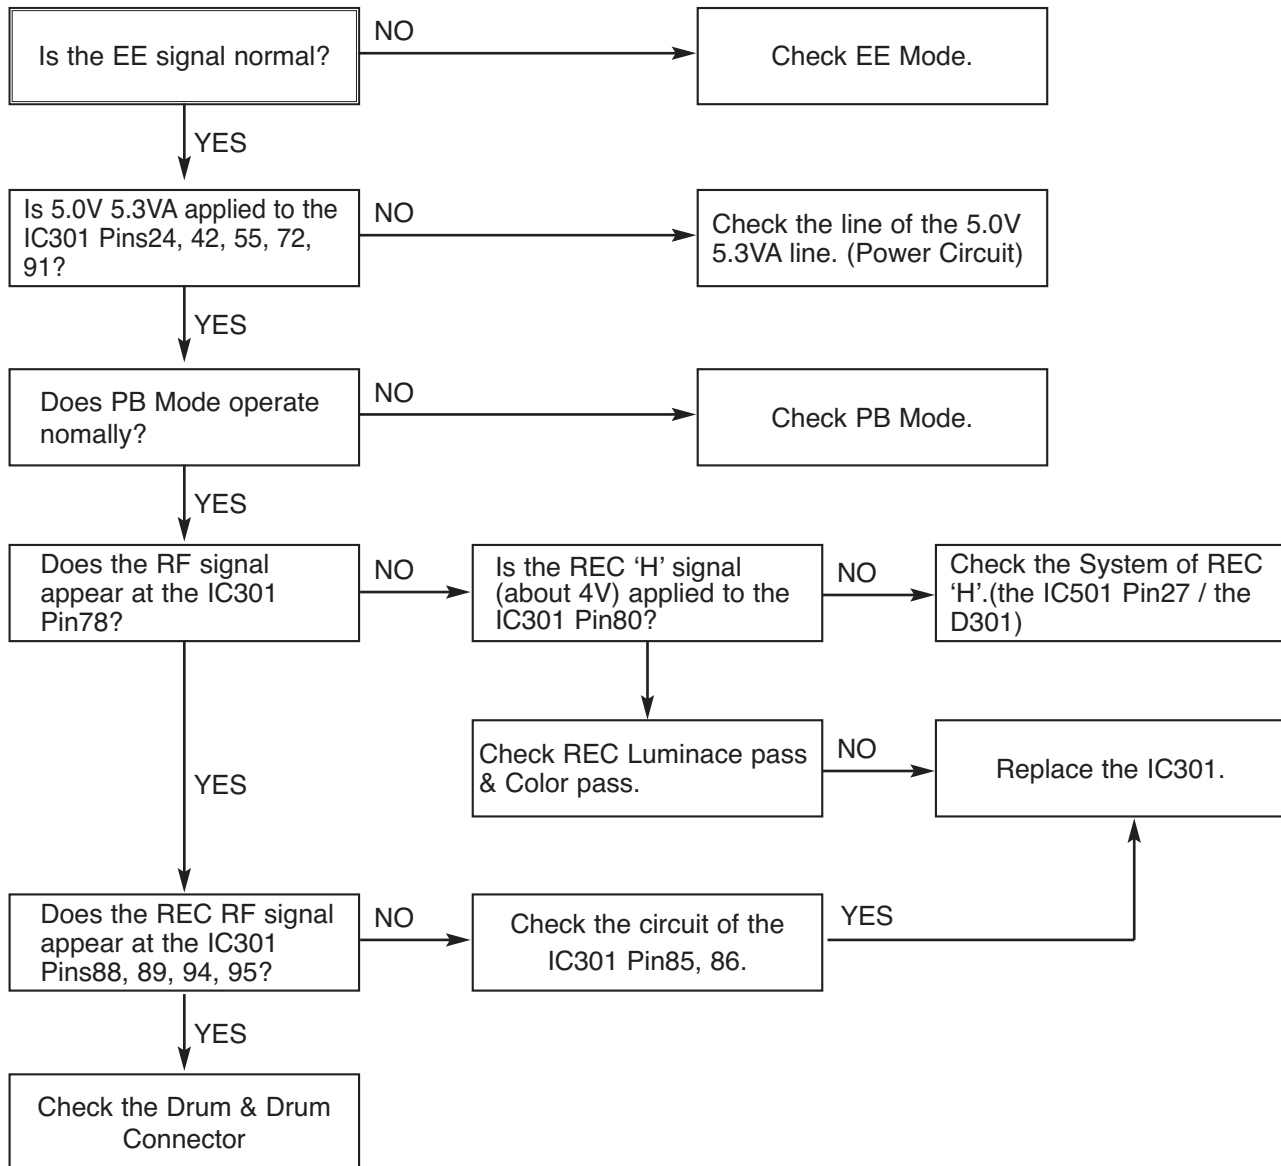 Is the EE signal normal?
NO
Check EE Mode.
YES
Is 5.0V 5.3VA applied to the
IC301 Pins24, 42, 55, 72,
91?
NO
Check the line of the 5.0V
5.3VA line. (Power Circuit)
YES
Does PB Mode operate
nomally?
NO
Check PB Mode.
YES
Does the RF signal
appear at the IC301
Pin78?
NO
Is the REC ‘H’ signal
(about 4V) applied to the
IC301 Pin80?
NO
Check the System of REC
‘H’.(the IC501 Pin27 / the
D301)
YES
Check REC Luminace pass
& Color pass.
NO
Replace the IC301.
Does the REC RF signal
appear at the IC301
Pins88, 89, 94, 95?
NO
Check the circuit of the
IC301 Pin85, 86.
YES
YES
Check the Drum & Drum
Connector